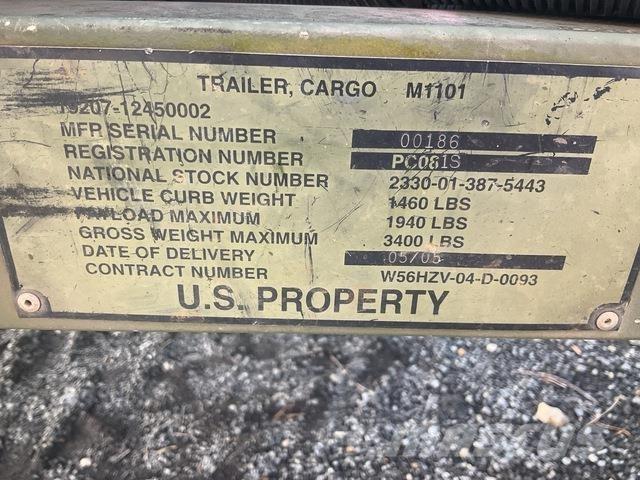 TRAILER, CARGO M1101
19207-12450002
MFR SERIAL NUMBER 00186
REGISTRATION NUMBER PC081S
NATIONAL STOCK NUMBER 2330-01-387-5443
VEHICLE CURB WEIGHT 1460 LBS
PAYLOAD MAXIMUM 1940 LBS
GROSS WEIGHT MAXIMUM 3400 LBS
DATE OF DELIVERY 05/05
CONTRACT NUMBER W56HZV-04-D-0093
U.S. PROPERTY